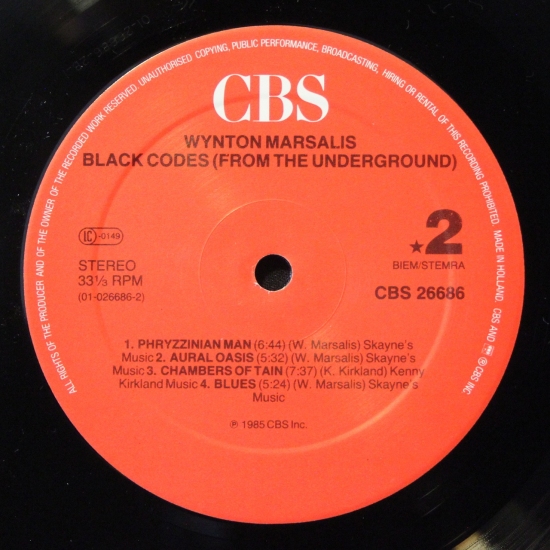 ALL RIGHTS OF THE PRODUCER AND OF THE OWNER OF THE RECORDED WORK RESERVED. UNAUTHORISED COPYING, PUBLIC PERFORMANCE, BROADCASTING, HIRING OR RENTAL OF THIS RECORDING PROHIBITED. MADE IN HOLLAND. CBS AND ARE ® CBS INC
CBS
WYNTON MARSALIS
BLACK CODES (FROM THE UNDERGROUND)
IC -0149
★2
STEREO
BIEM/STEMRA
33⅓ RPM
(01-026686-2)
CBS 26686
1. PHRYZZINIAN MAN (6:44) (W. Marsalis) Skayne's
Music 2. AURAL OASIS (5:32) (W. Marsalis) Skayne's
Music 3. CHAMBERS OF TAIN (7:37) (K. Kirkland) Kenny
Kirkland Music 4. BLUES (5:24) (W. Marsalis) Skayne's
Music
℗ 1985 CBS Inc.